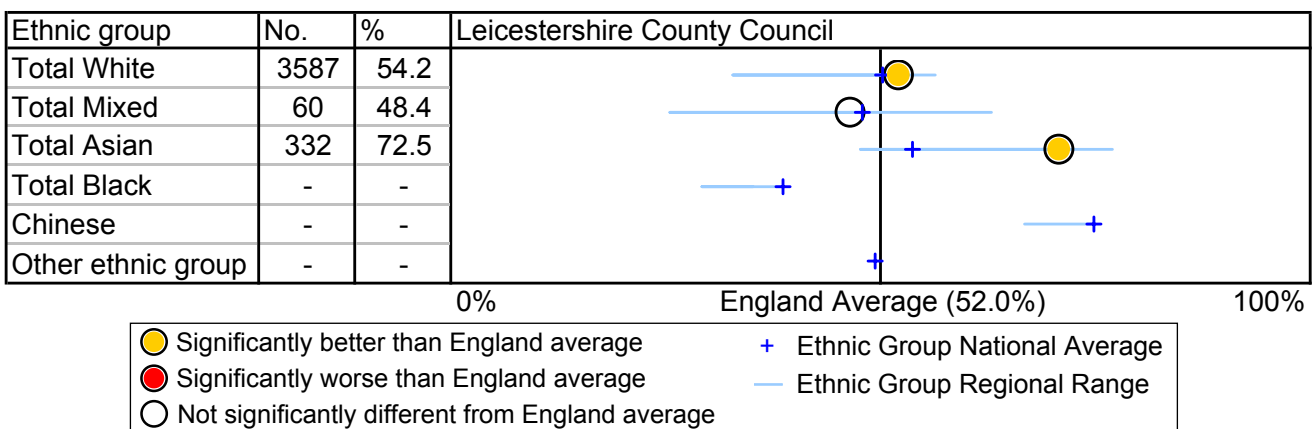 Ethnic group No. % Leicestershire County Council
Total White 3587 54.2
Total Mixed 60 48.4
Total Asian 332 72.5
Total Black - -
Chinese - -
Other ethnic group - -
0% England Average (52.0%) 100%
Significantly better than England average + Ethnic Group National Average
Significantly worse than England average Ethnic Group Regional Range
Not significantly different from England average